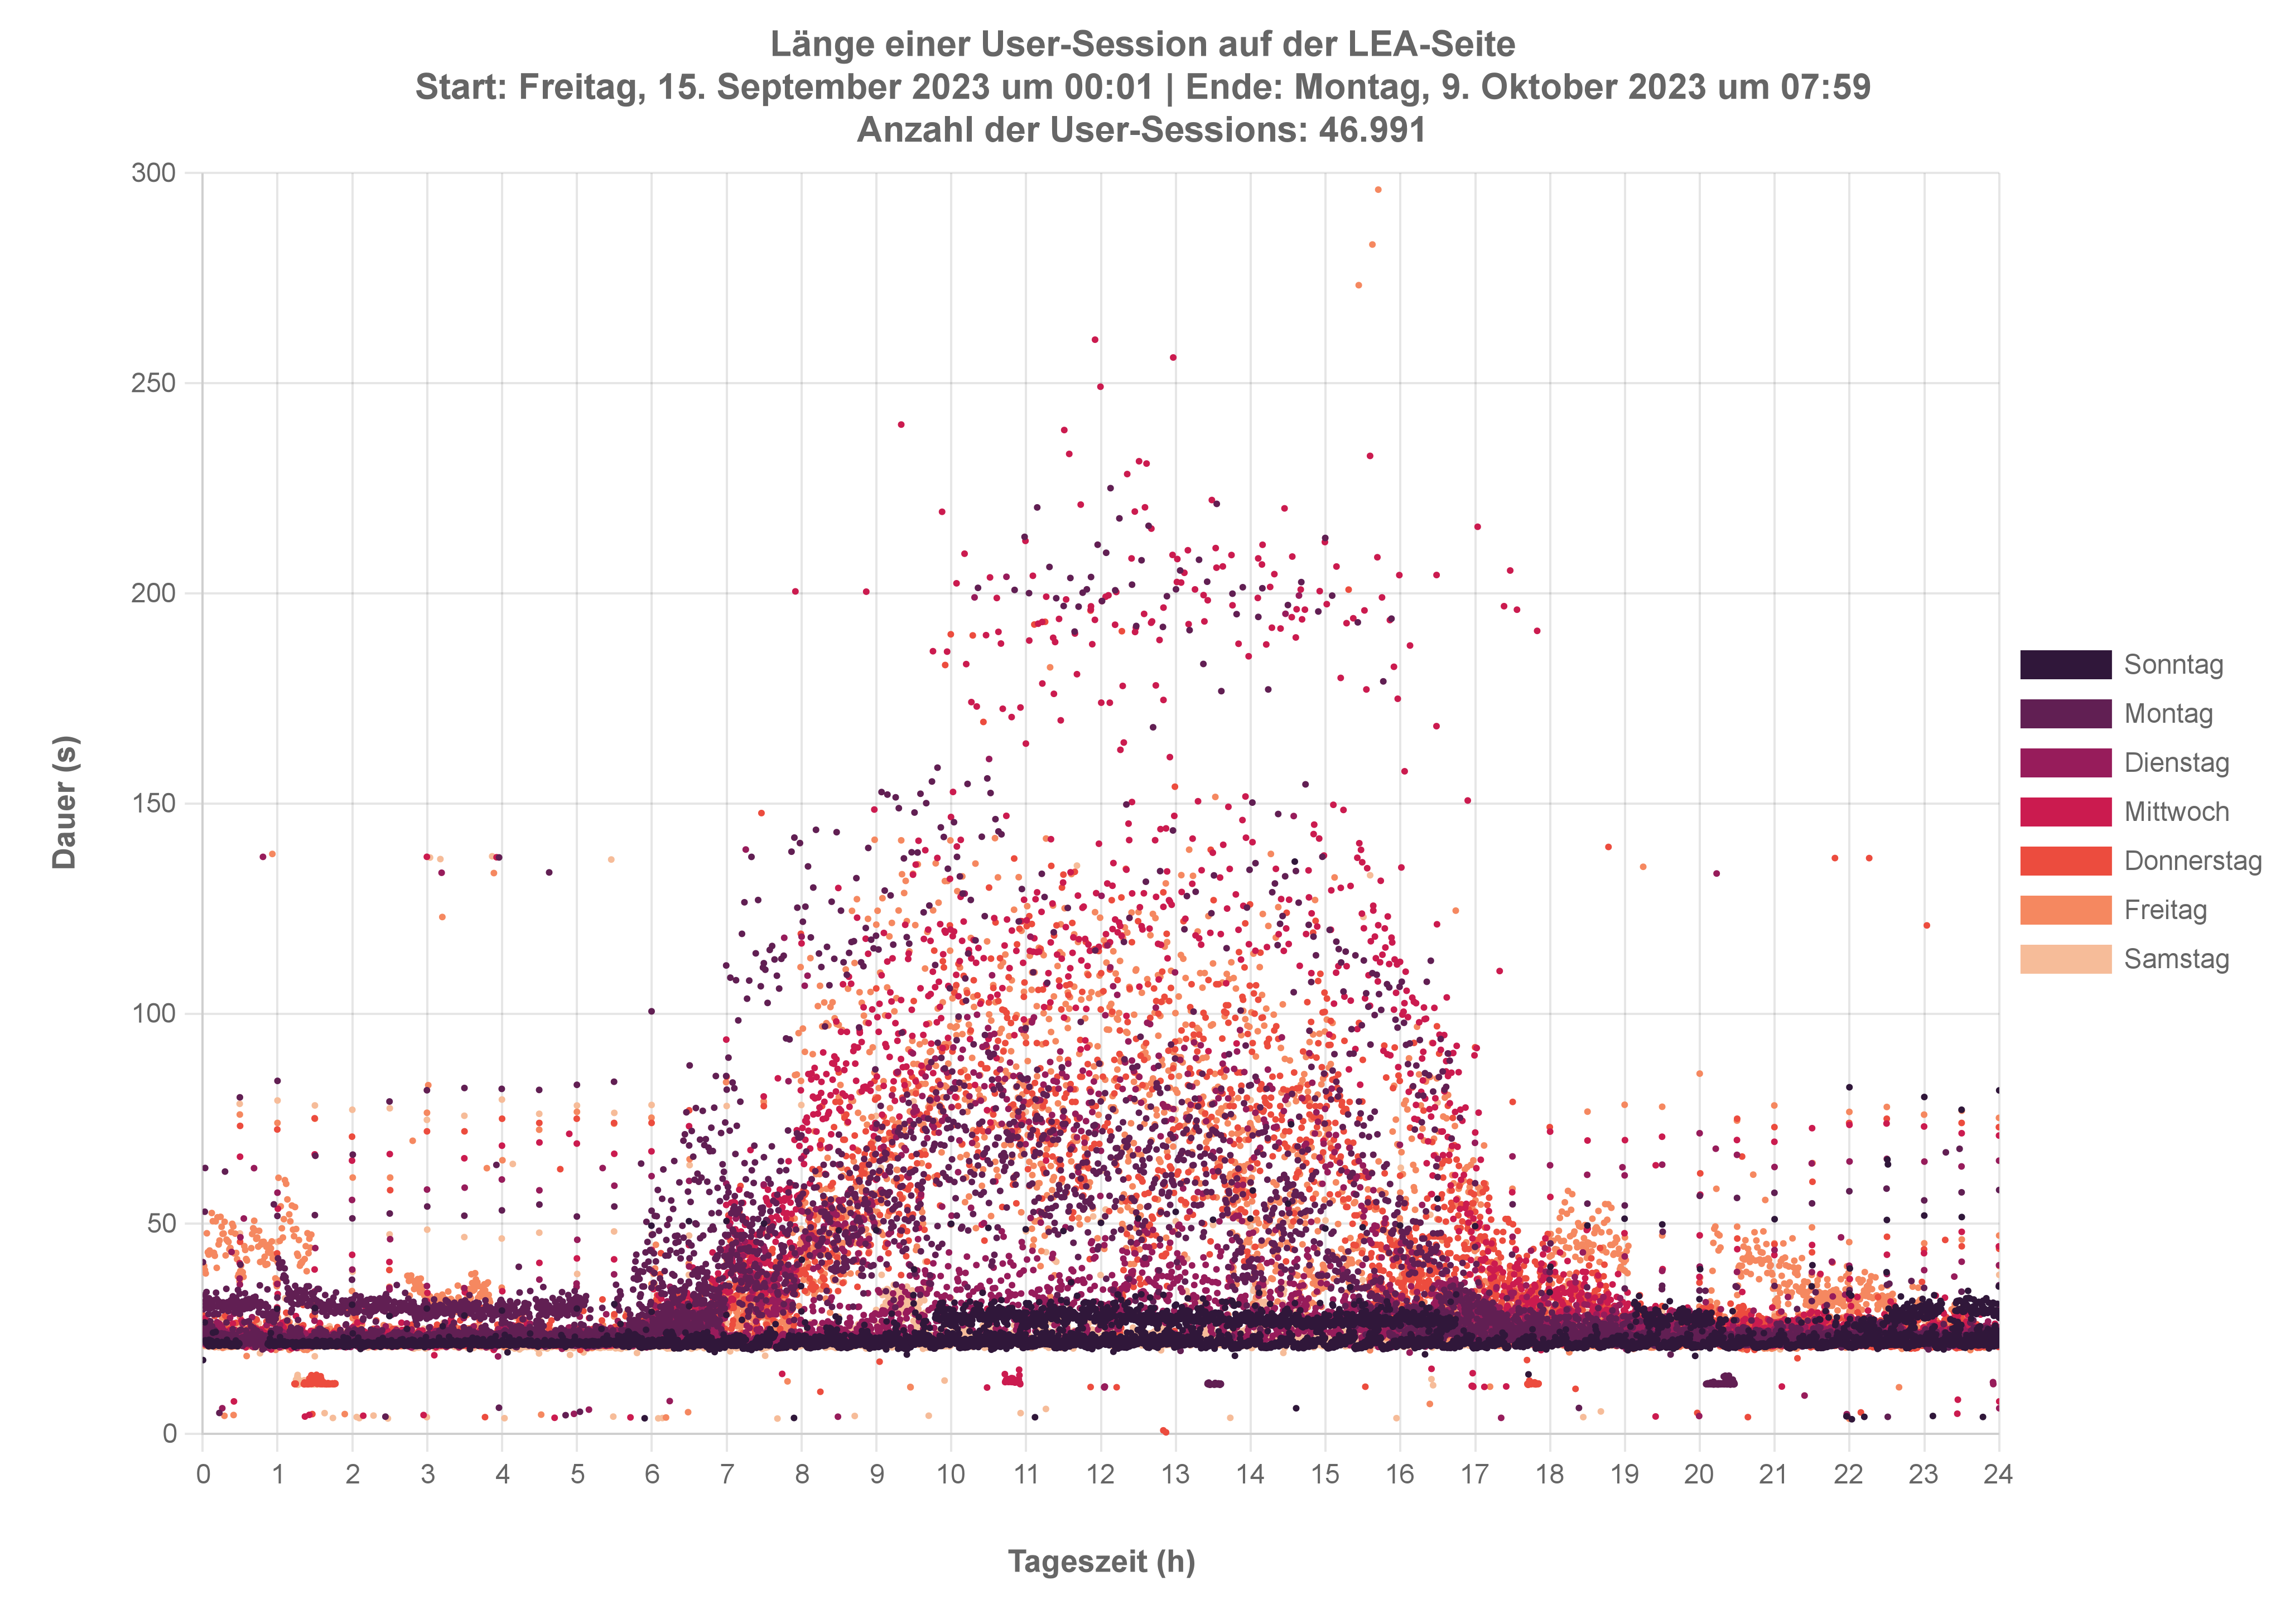 Länge einer User-Session auf der LEA-Seite
Start: Freitag, 15. September 2023 um 00:01 | Ende: Montag, 9. Oktober 2023 um 07:59
Anzahl der User-Sessions: 46.991
300
250
200
150
100
50
0
Dauer (s)
0 1 2 3 4 5 6 7 8 9 10 11 12 13 14 15 16 17 18 19 20 21 22 23 24
Tageszeit (h)
Sonntag
Montag
Dienstag
Mittwoch
Donnerstag
Freitag
Samstag